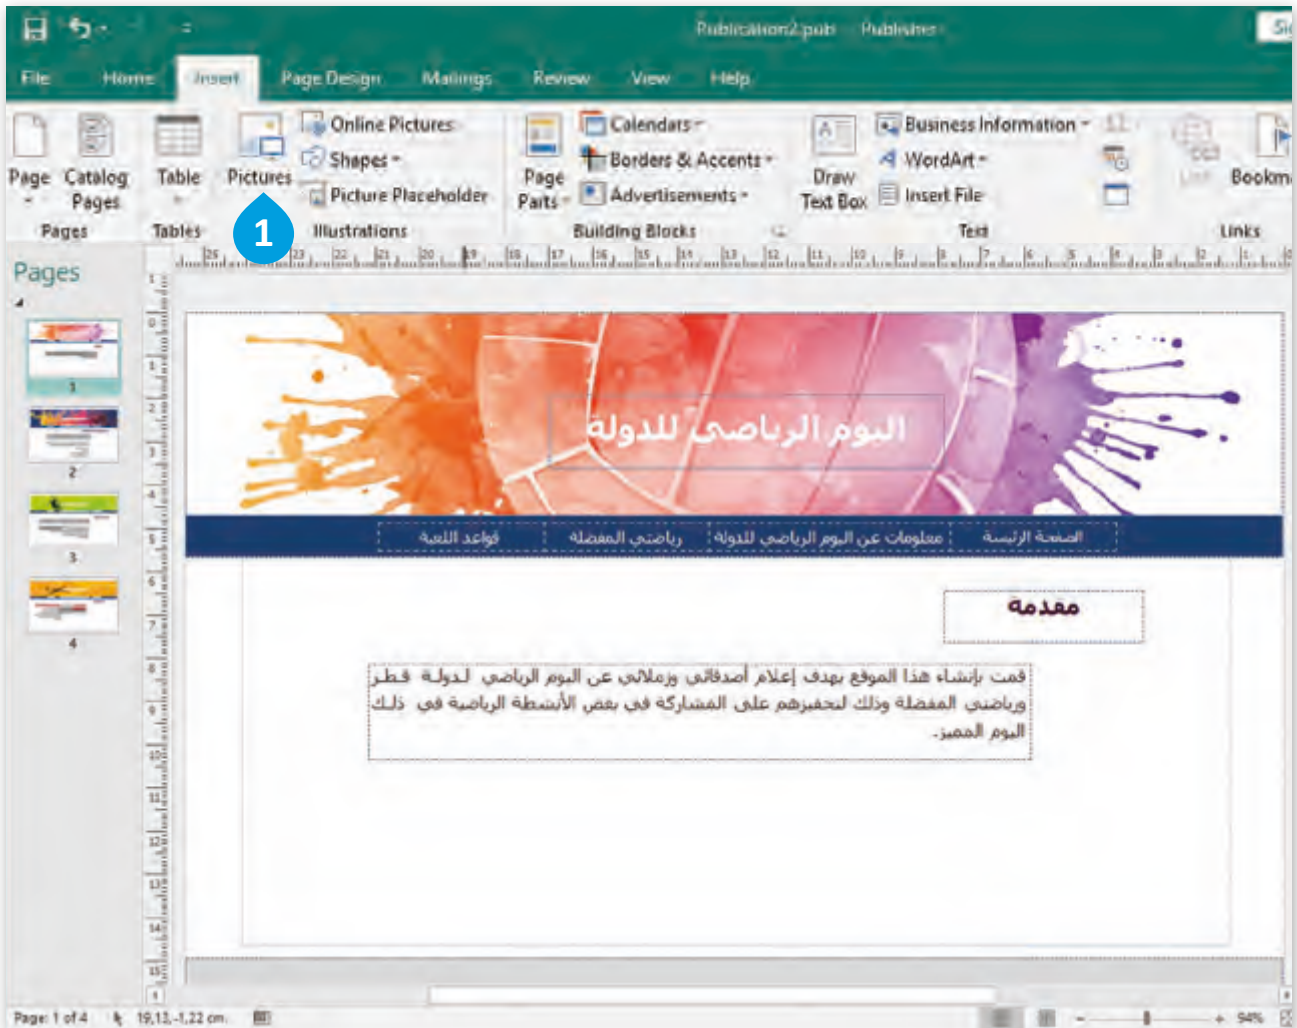 Publication2.pub - Publisher
File Home Insert Page Design Mailings Review View Help
Page
Catalog Pages
Pages
Table
Tables
Pictures
Online Pictures
Shapes
Picture Placeholder
Illustrations
Page Parts
Calendars
Borders & Accents
Advertisements
Building Blocks
Draw Text Box
Business Information
WordArt
Insert File
Text
Links
1
Pages
1
2
3
4
اليوم الرياضي للدولة
الصفحة الرئيسة
معلومات عن اليوم الرياضي للدولة
رياضتي المفضلة
قواعد اللعبة
مقدمة
قمت بإنشاء هذا الموقع بهدف إعلام أصدقائي وزملائي عن اليوم الرياضي لدولة قطر
ورياضتي المفضلة وذلك لتحفيزهم على المشاركة في بعض الأنشطة الرياضية في ذلك
اليوم المميز.
Page: 1 of 4
19,13,-1,22 cm.
94%